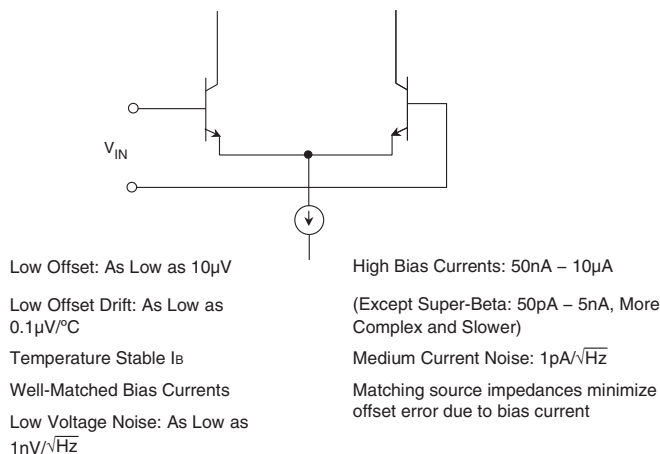 VIN
Low Offset: As Low as 10µV
Low Offset Drift: As Low as
0.1µV/ºC
Temperature Stable IB
Well-Matched Bias Currents
Low Voltage Noise: As Low as
1nV/√Hz
High Bias Currents: 50nA – 10µA
(Except Super-Beta: 50pA – 5nA, More
Complex and Slower)
Medium Current Noise: 1pA/√Hz
Matching source impedances minimize
offset error due to bias current